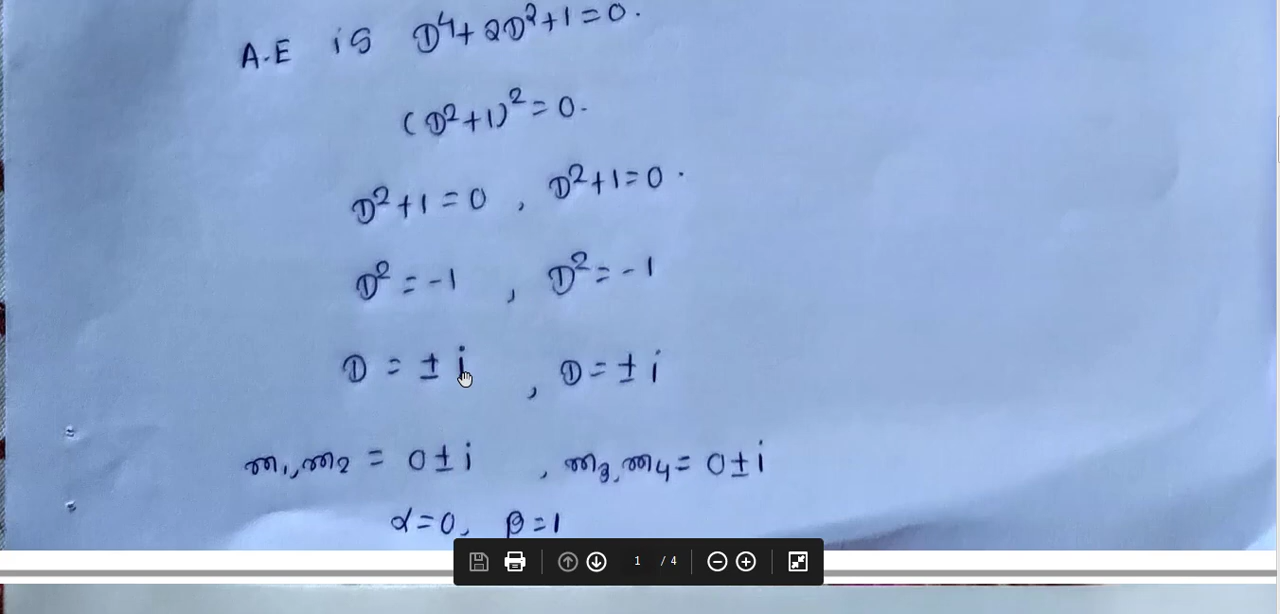 A.E is D⁴+2D²+1=0.
(D²+1)²=0.
D²+1=0 , D²+1=0.
D²=-1 , D²=-1
D = ± i , D=± i
m₁,m₂ = 0±i , m₃,m₄=0±i
α=0, β=1
1 / 4